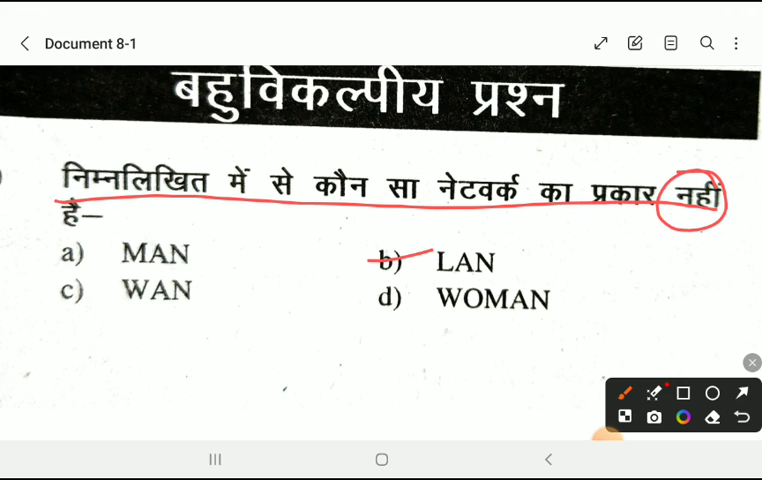 Document 8-1
बहुविकल्पीय प्रश्न
निम्नलिखित में से कौन सा नेटवर्क का प्रकार नहीं
है–
a) MAN b) LAN
c) WAN d) WOMAN